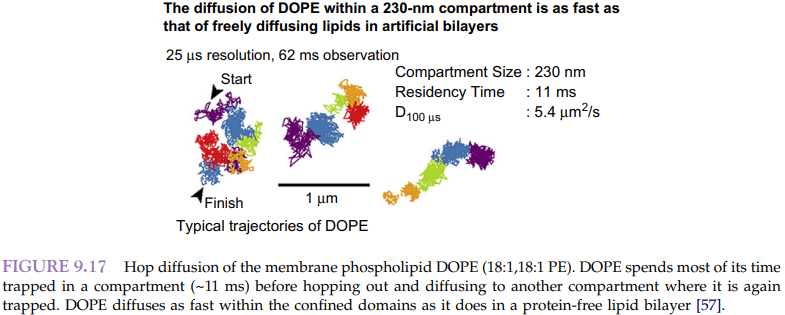 The diffusion of DOPE within a 230-nm compartment is as fast as
that of freely diffusing lipids in artificial bilayers
25 μs resolution, 62 ms observation
Start
Compartment Size : 230 nm
Residency Time : 11 ms
D100 μs : 5.4 μm²/s
Finish
1 μm
Typical trajectories of DOPE
FIGURE 9.17 Hop diffusion of the membrane phospholipid DOPE (18:1,18:1 PE). DOPE spends most of its time
trapped in a compartment (~11 ms) before hopping out and diffusing to another compartment where it is again
trapped. DOPE diffuses as fast within the confined domains as it does in a protein-free lipid bilayer [57].